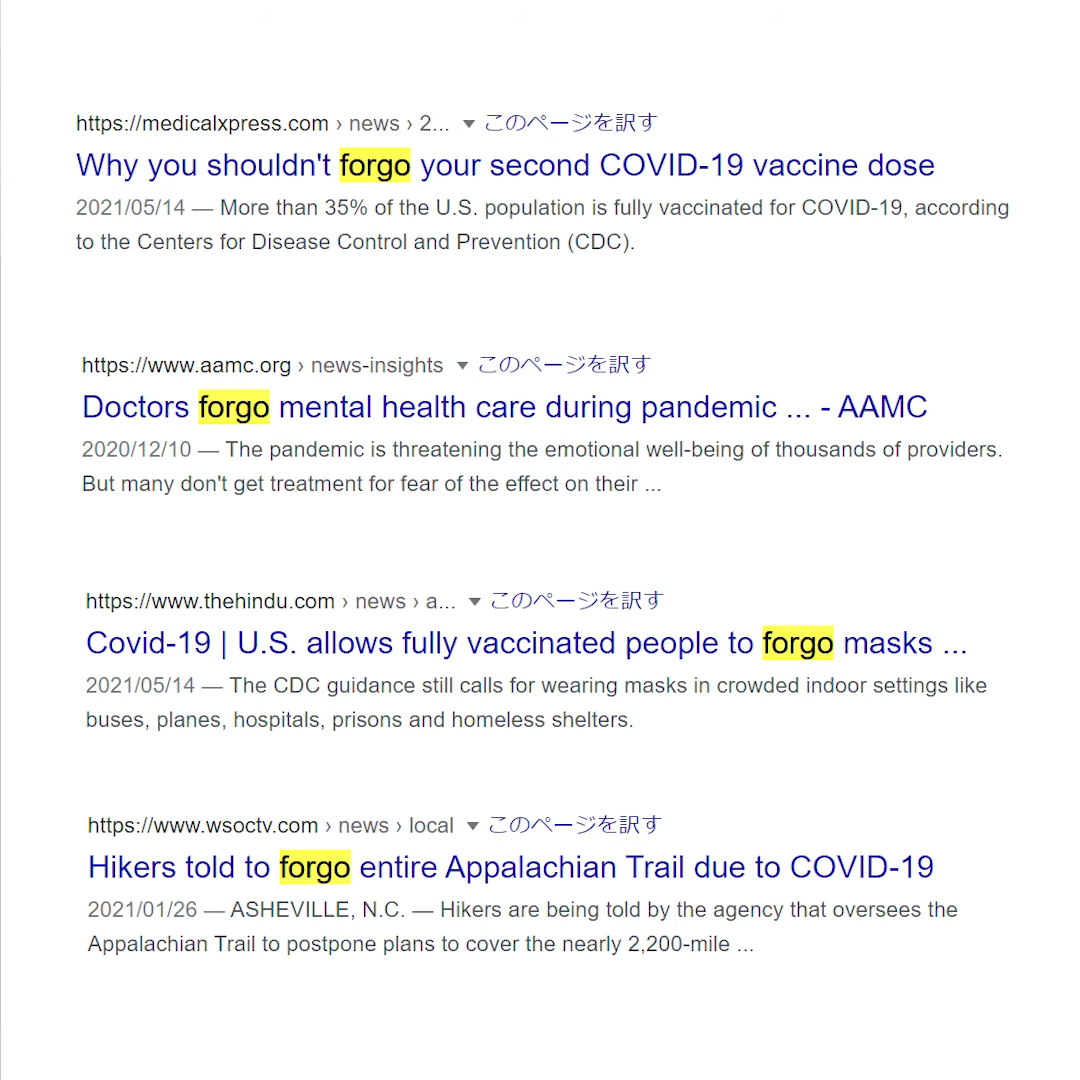 https://medicalxpress.com › news › 2... ▼ このページを訳す
Why you shouldn't forgo your second COVID-19 vaccine dose
2021/05/14 — More than 35% of the U.S. population is fully vaccinated for COVID-19, according
to the Centers for Disease Control and Prevention (CDC).
https://www.aamc.org › news-insights ▼ このページを訳す
Doctors forgo mental health care during pandemic ... - AAMC
2020/12/10 — The pandemic is threatening the emotional well-being of thousands of providers.
But many don't get treatment for fear of the effect on their ...
https://www.thehindu.com › news › a... ▼ このページを訳す
Covid-19 | U.S. allows fully vaccinated people to forgo masks ...
2021/05/14 — The CDC guidance still calls for wearing masks in crowded indoor settings like
buses, planes, hospitals, prisons and homeless shelters.
https://www.wsoctv.com › news › local ▼ このページを訳す
Hikers told to forgo entire Appalachian Trail due to COVID-19
2021/01/26 — ASHEVILLE, N.C. — Hikers are being told by the agency that oversees the
Appalachian Trail to postpone plans to cover the nearly 2,200-mile ...